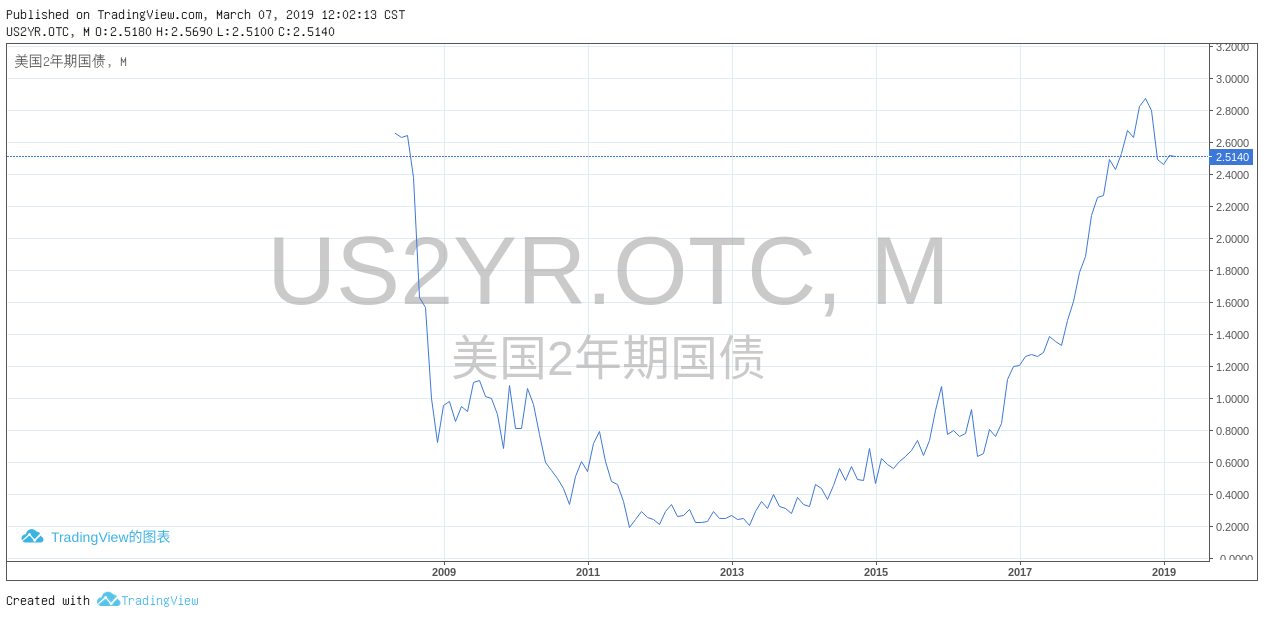 Published on TradingView.com, March 07, 2019 12:02:13 CST
US2YR.OTC, M O:2.5180 H:2.5690 L:2.5100 C:2.5140
美国2年期国债, M
3.2000
3.0000
2.8000
2.6000
2.5140
2.4000
2.2000
2.0000
1.8000
1.6000
1.4000
1.2000
1.0000
0.8000
0.6000
0.4000
0.2000
0.0000
US2YR.OTC, M
美国2年期国债
TradingView的图表
2009 2011 2013 2015 2017 2019
Created with TradingView